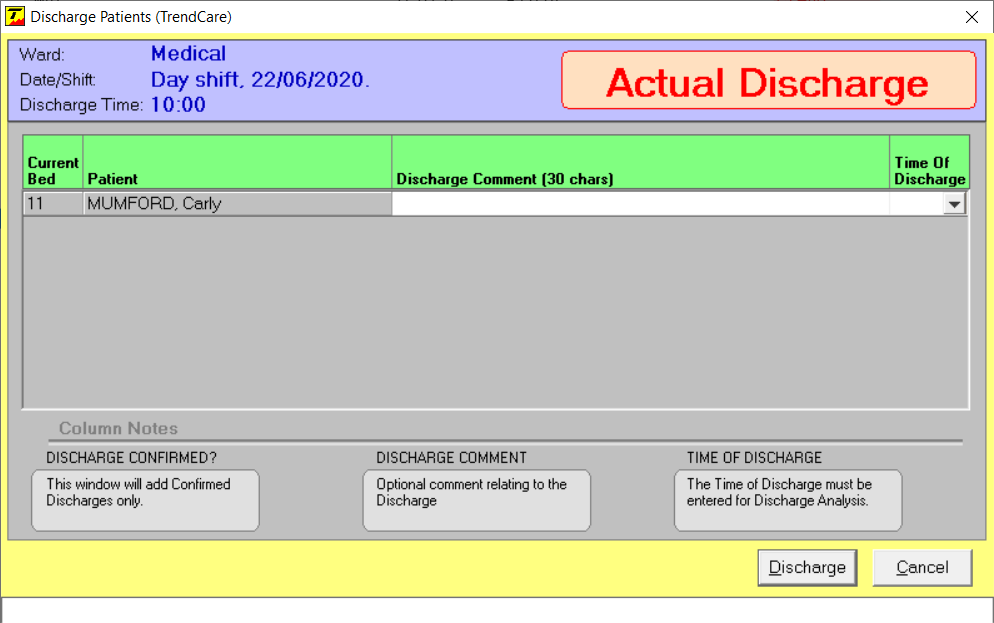 Discharge Patients (TrendCare)
Ward: Medical
Date/Shift: Day shift, 22/06/2020.
Discharge Time: 10:00
Actual Discharge
Current Bed
Patient
Discharge Comment (30 chars)
Time Of Discharge
11 MUMFORD, Carly
Column Notes
DISCHARGE CONFIRMED?
This window will add Confirmed
Discharges only.
DISCHARGE COMMENT
Optional comment relating to the
Discharge
TIME OF DISCHARGE
The Time of Discharge must be
entered for Discharge Analysis.
Discharge
Cancel